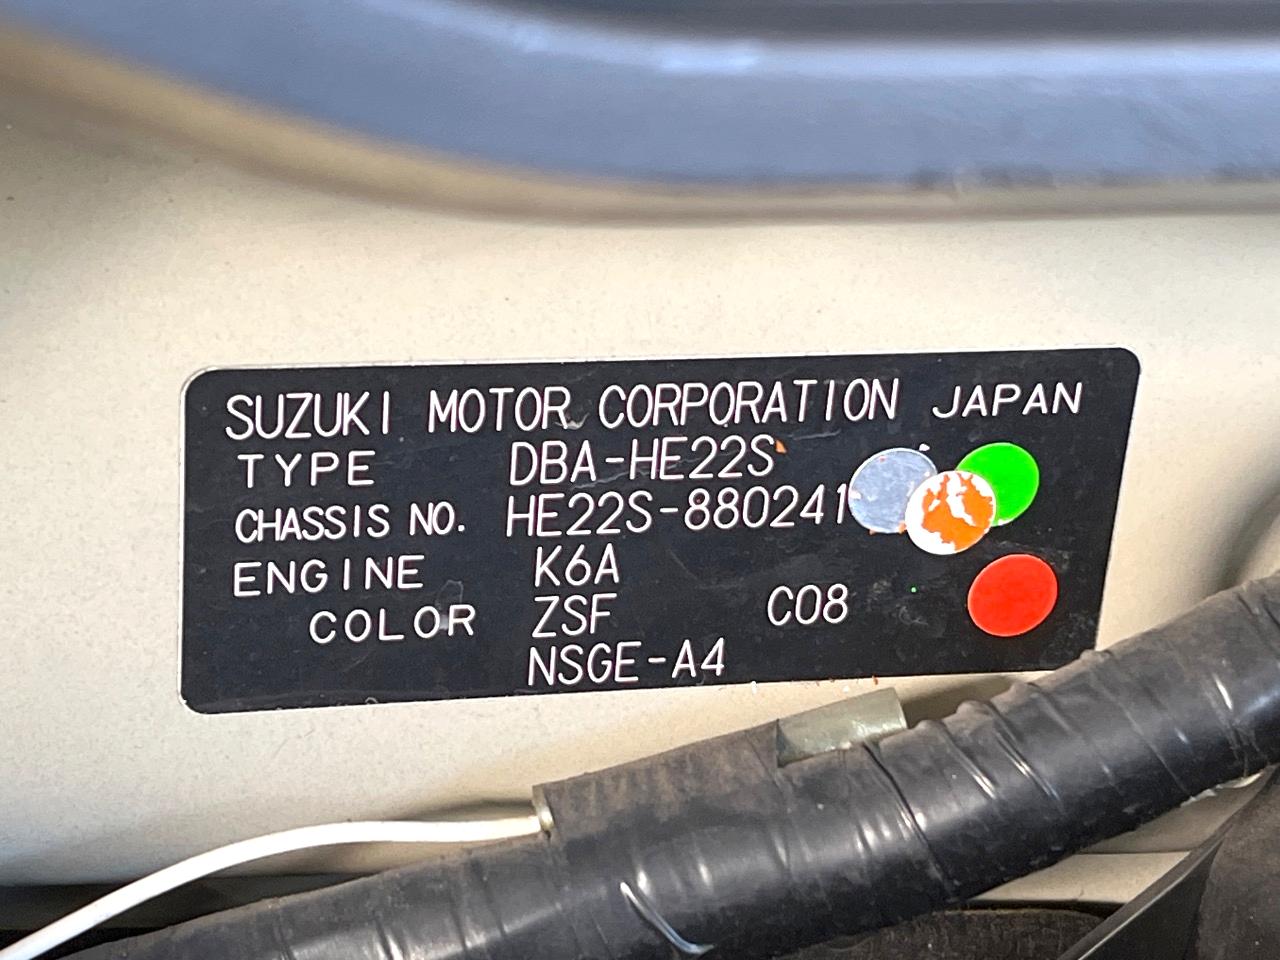 SUZUKI MOTOR CORPORATION JAPAN
TYPE DBA-HE22S
CHASSIS NO. HE22S-880241
ENGINE K6A
COLOR ZSF C08
NSGE-A4